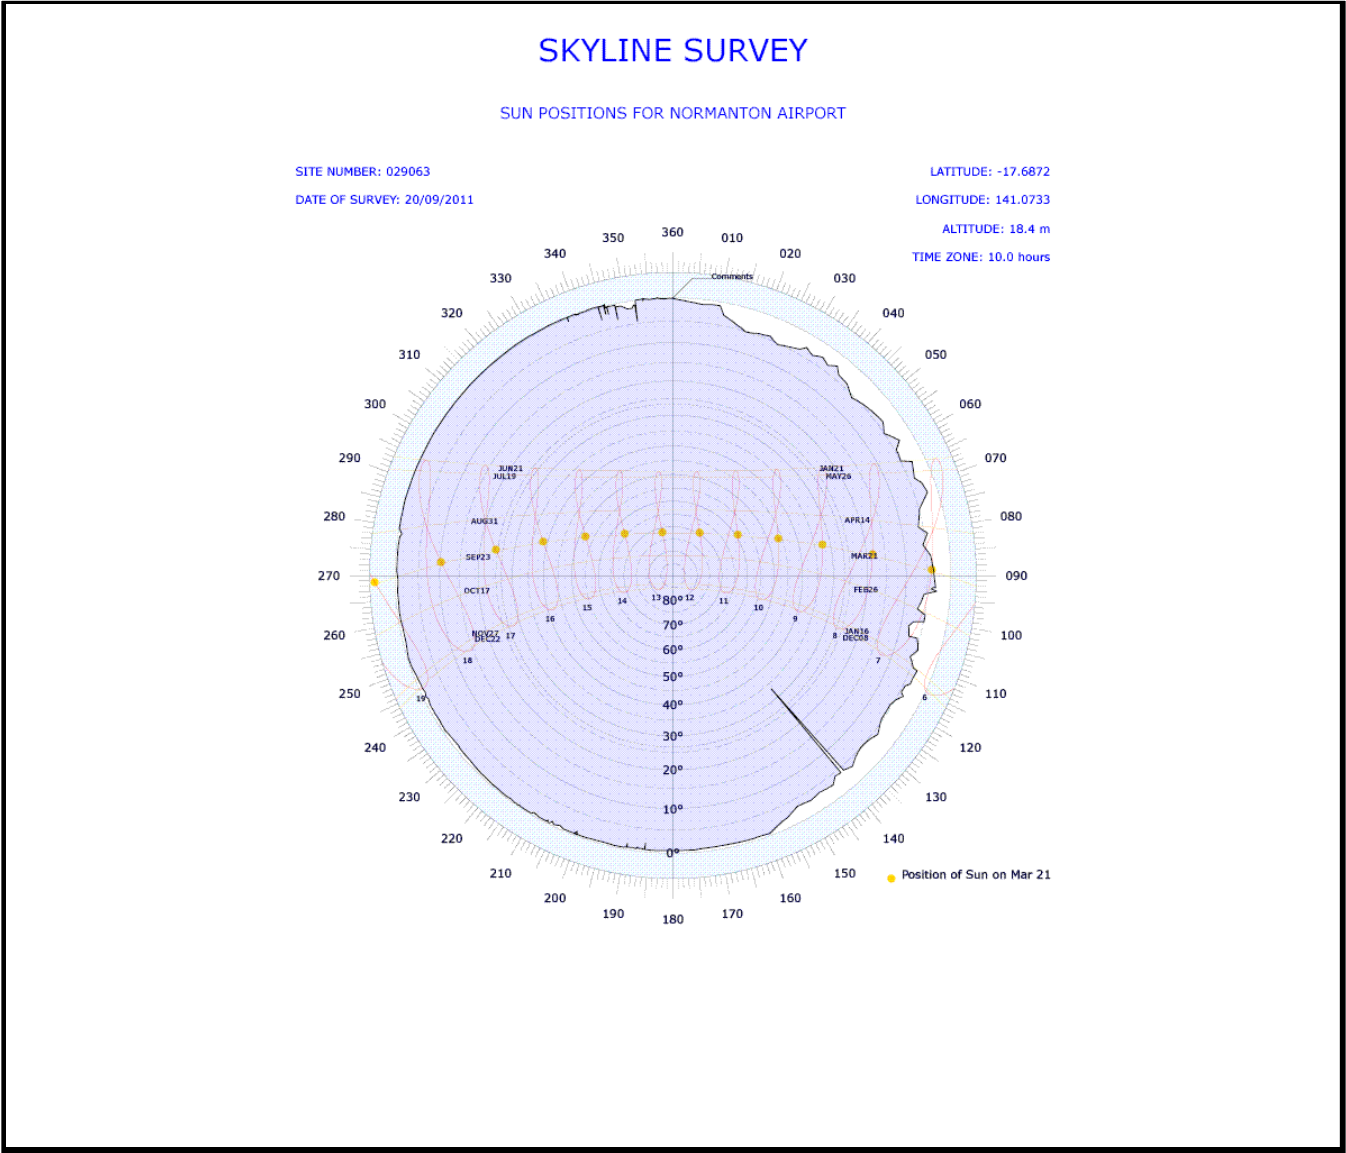 SKYLINE SURVEY
SUN POSITIONS FOR NORMANTON AIRPORT
SITE NUMBER: 029063
LATITUDE: -17.6872
DATE OF SURVEY: 20/09/2011
LONGITUDE: 141.0733
ALTITUDE: 18.4 m
TIME ZONE: 10.0 hours
360
350
010
340
020
330
030
Comments
320
040
310
050
300
060
290
070
JUN21
JAN21
JUL19
MAY26
280
080
AUG31
APR14
SEP23
MAR21
270
090
OCT17
FEB26
80°
13
12
14
11
15
10
16
9
70°
260
100
NOV27
JAN16
DEC22
DEC08
17
8
60°
18
7
50°
250
110
19
6
40°
30°
240
120
20°
230
130
10°
220
140
0°
210
150
Position of Sun on Mar 21
200
160
190
170
180